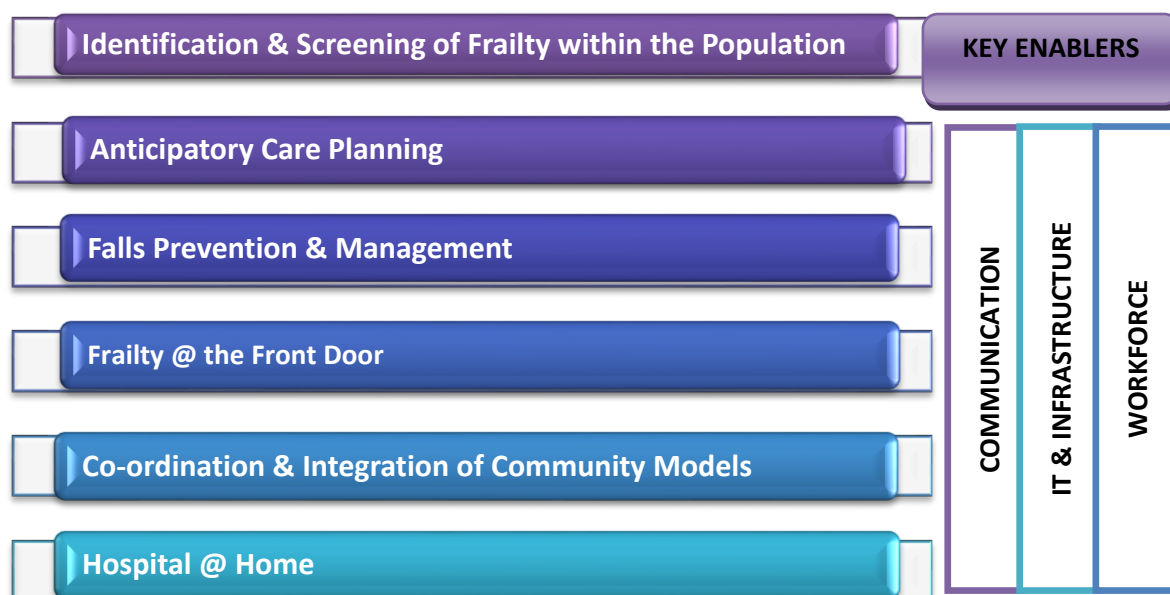 Identification & Screening of Frailty within the Population
KEY ENABLERS
Anticipatory Care Planning
Falls Prevention & Management
Frailty @ the Front Door
Co-ordination & Integration of Community Models
Hospital @ Home
COMMUNICATION
IT & INFRASTRUCTURE
WORKFORCE